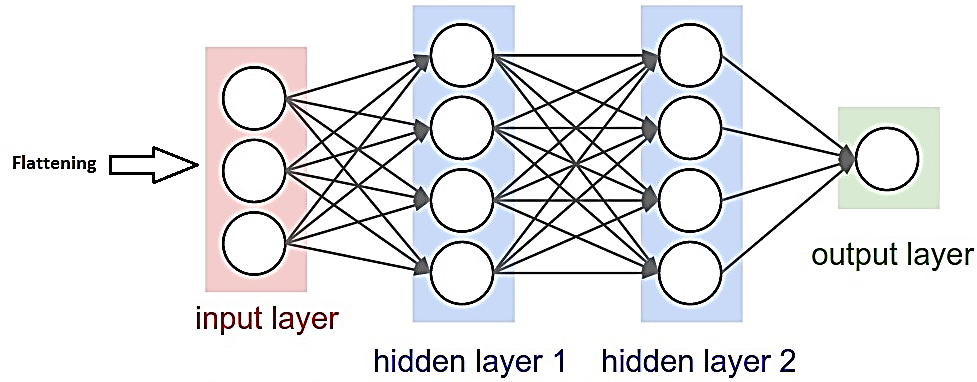 Flattening
input layer
hidden layer 1
hidden layer 2
output layer